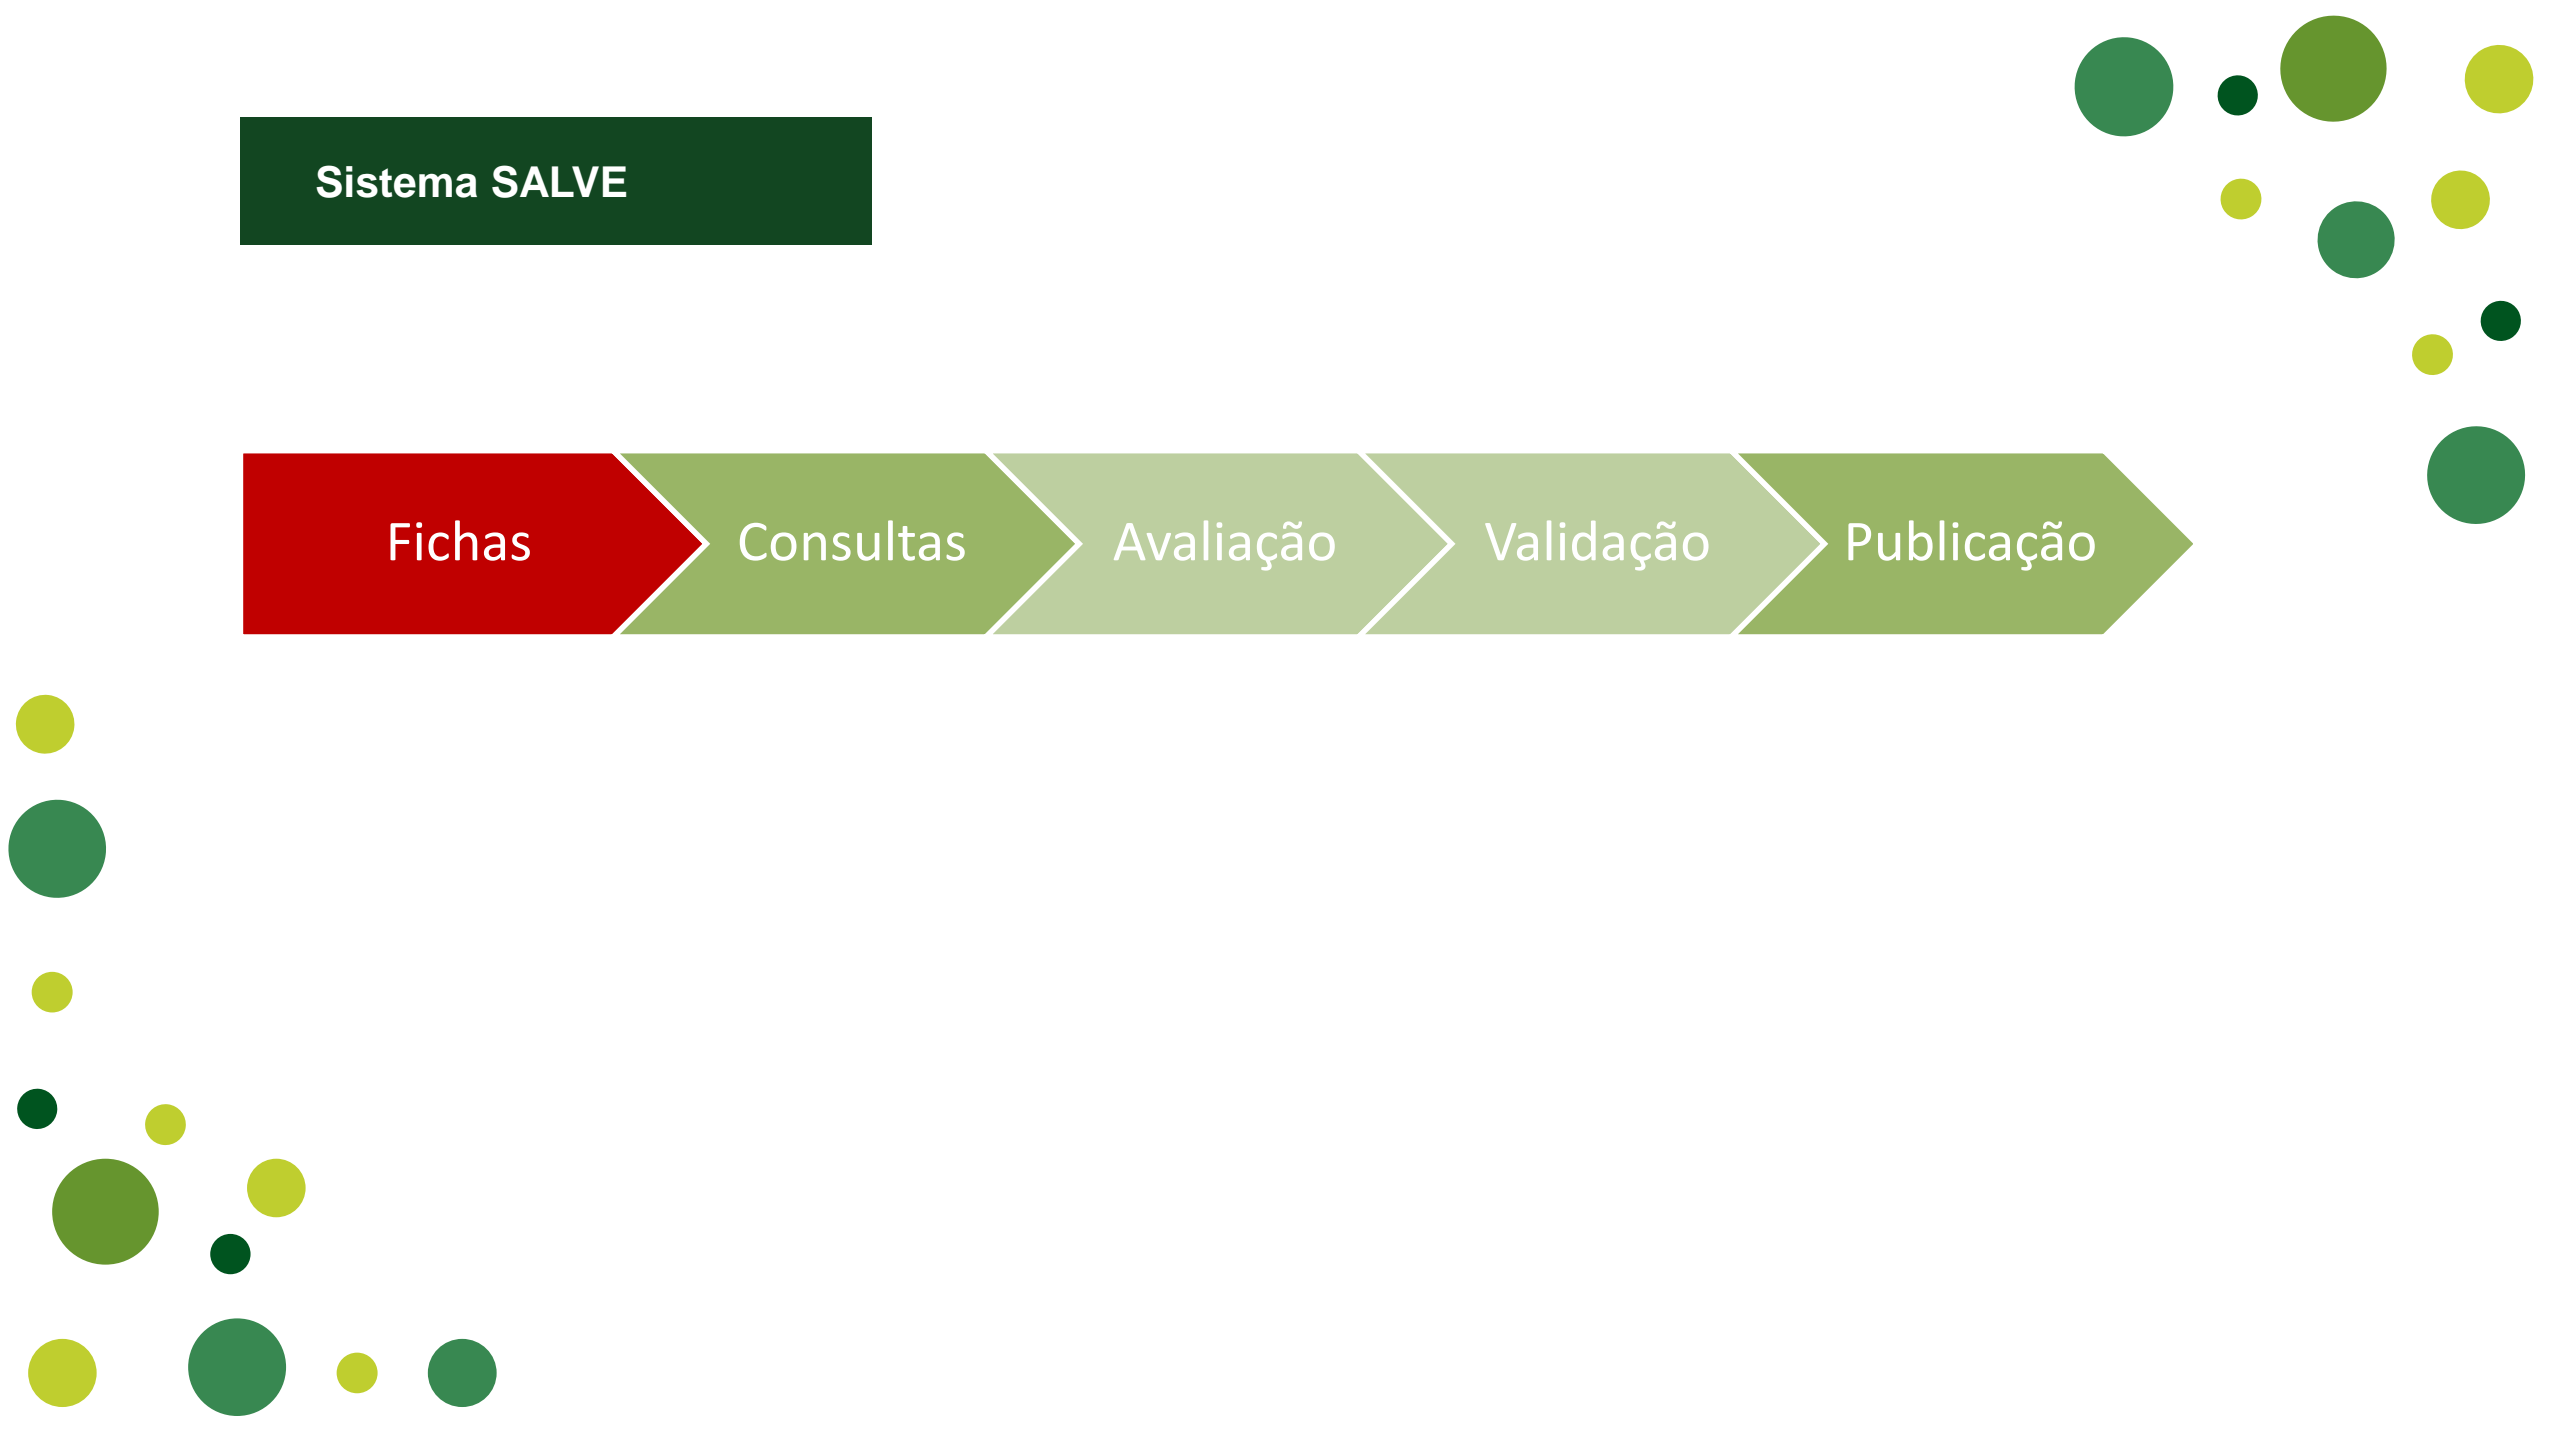 Sistema SALVE
Fichas
Consultas
Avaliação
Validação
Publicação